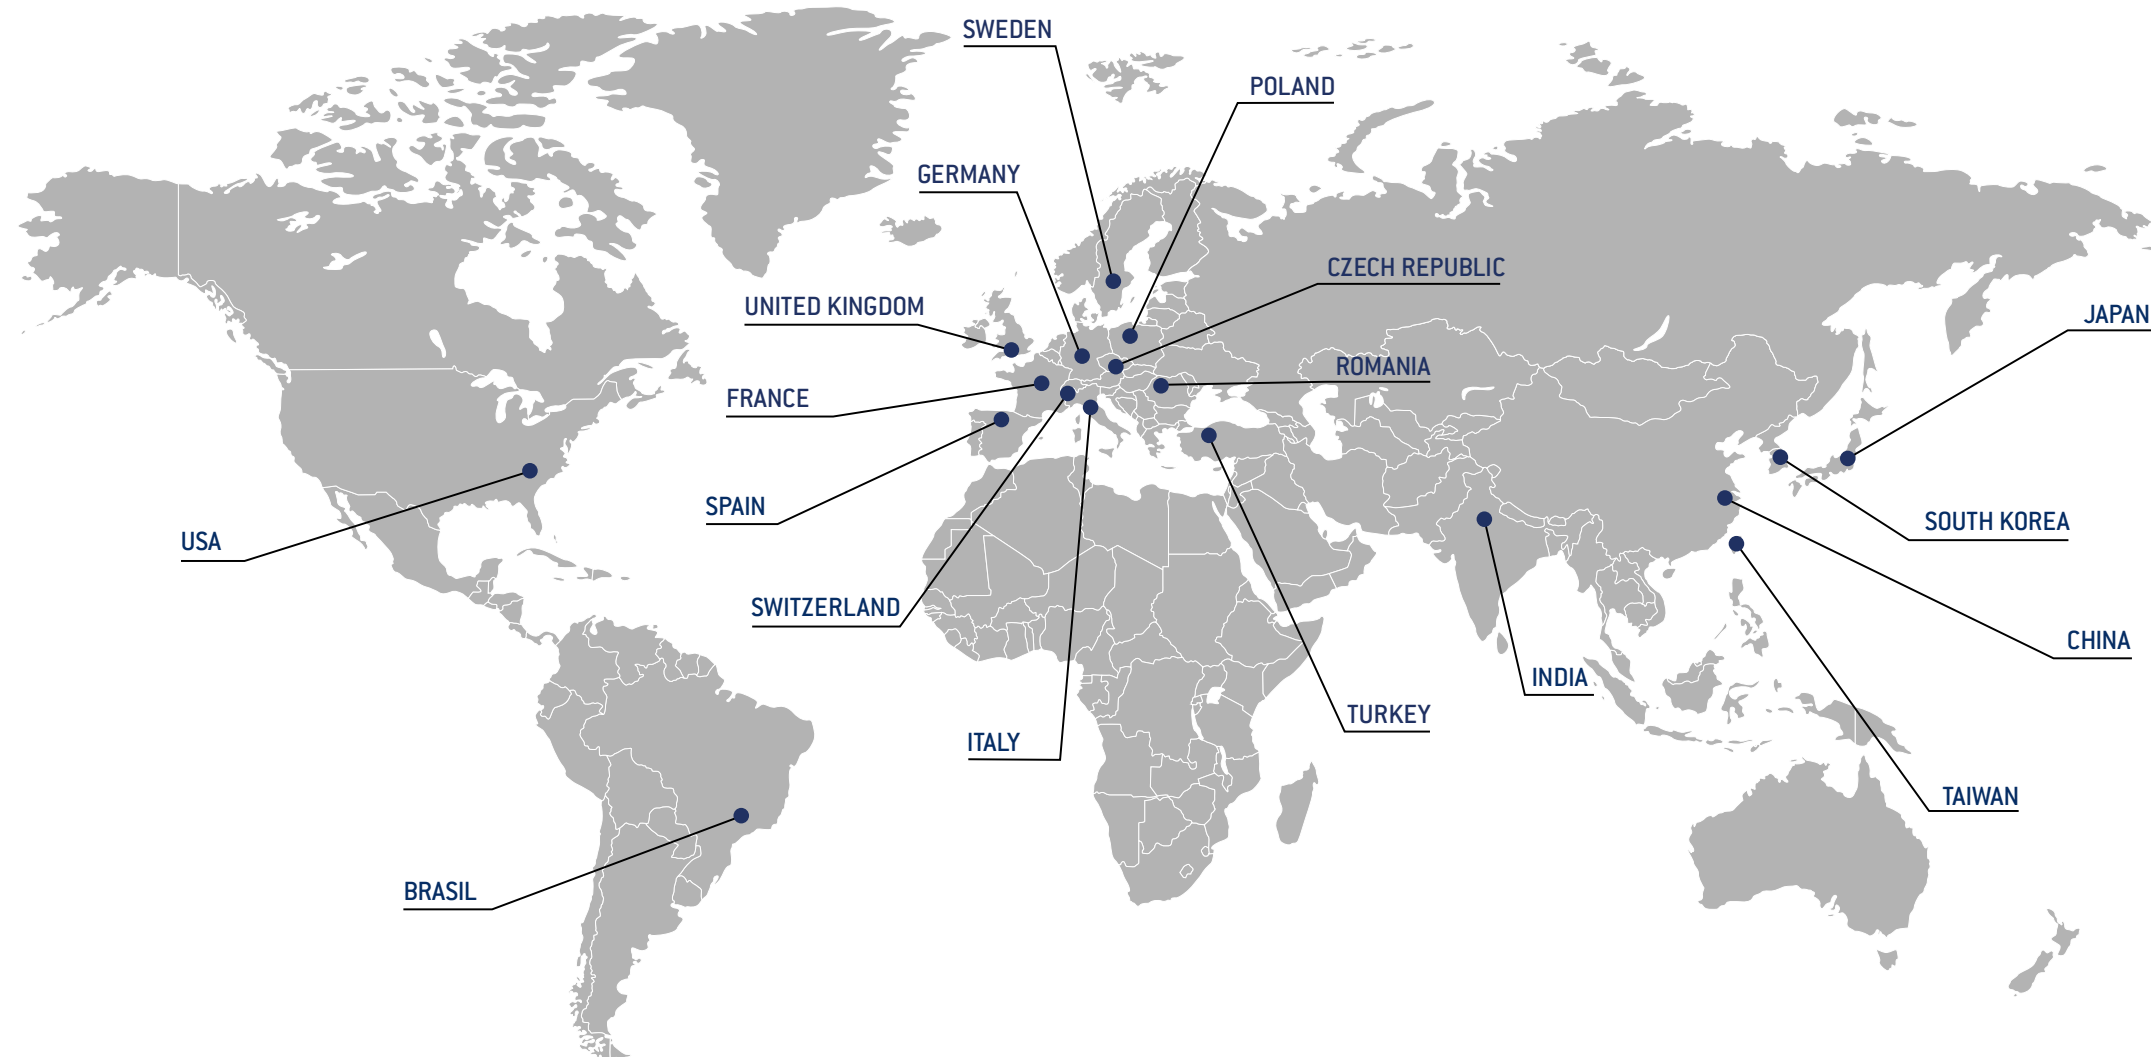 SWEDEN
POLAND
GERMANY
CZECH REPUBLIC
UNITED KINGDOM
JAPAN
ROMANIA
FRANCE
SPAIN
SOUTH KOREA
USA
SWITZERLAND
CHINA
INDIA
TURKEY
ITALY
TAIWAN
BRASIL